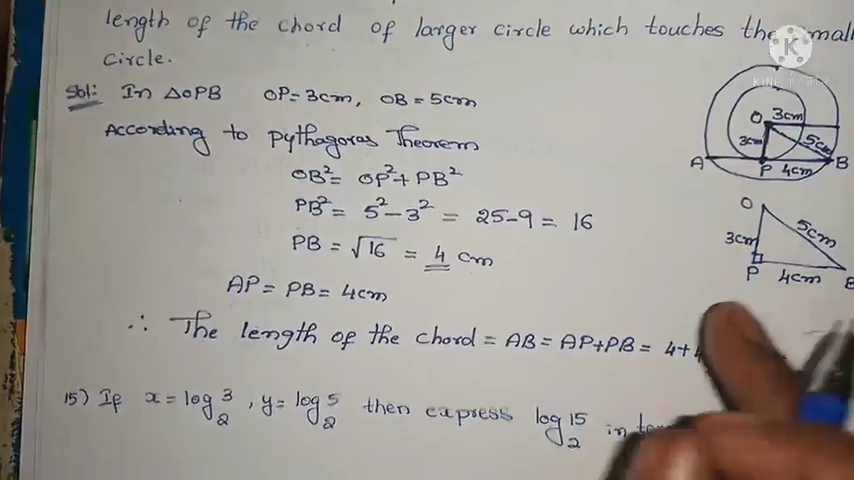 length of the chord of larger circle which touches the small
circle.
Sol: In △OPB OP=3cm, OB=5cm
According to pythagoras Theorem
OB²= OP²+PB²
PB²= 5²-3² = 25-9= 16
PB = √16 = 4 cm
AP= PB= 4cm
∴ The length of the chord = AB= AP+PB= 4+
15) If x=log₂3, y=log₂5 then express log₂15 in
KINEMASTER
O 3cm
3cm 5cm
A P 4cm B
O
3cm 5cm
P 4cm B